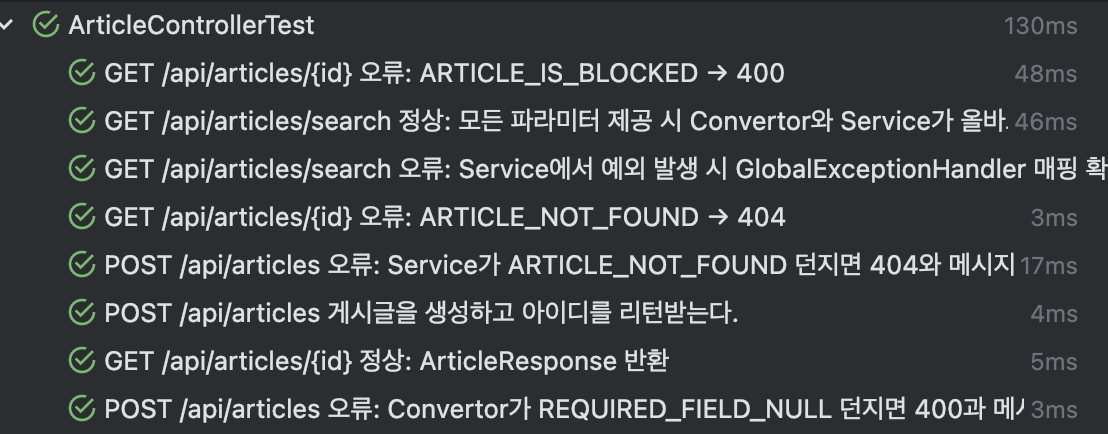 ArticleControllerTest 130ms
GET /api/articles/{id} 오류: ARTICLE_IS_BLOCKED → 400 48ms
GET /api/articles/search 정상: 모든 파라미터 제공 시 Convertor와 Service가 올바. 46ms
GET /api/articles/search 오류: Service에서 예외 발생 시 GlobalExceptionHandler 매핑 확
GET /api/articles/{id} 오류: ARTICLE_NOT_FOUND → 404 3ms
POST /api/articles 오류: Service가 ARTICLE_NOT_FOUND 던지면 404와 메시지 17ms
POST /api/articles 게시글을 생성하고 아이디를 리턴받는다. 4ms
GET /api/articles/{id} 정상: ArticleResponse 반환 5ms
POST /api/articles 오류: Convertor가 REQUIRED_FIELD_NULL 던지면 400과 메시 3ms